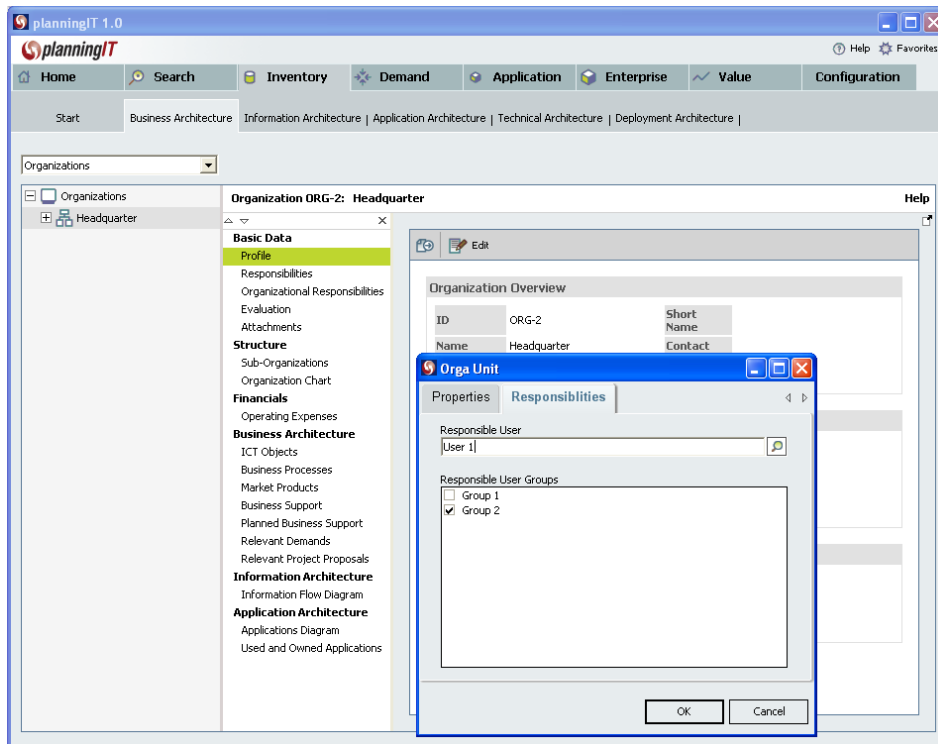 planningIT 1.0
planningIT
Help Favorites
Home Search Inventory Demand Application Enterprise Value Configuration
Start Business Architecture Information Architecture | Application Architecture | Technical Architecture | Deployment Architecture |
Organizations
Organizations
Headquarter
Organization ORG-2: Headquarter Help
Basic Data
Profile
Responsibilities
Organizational Responsibilities
Evaluation
Attachments
Structure
Sub-Organizations
Organization Chart
Financials
Operating Expenses
Business Architecture
ICT Objects
Business Processes
Market Products
Business Support
Planned Business Support
Relevant Demands
Relevant Project Proposals
Information Architecture
Information Flow Diagram
Application Architecture
Applications Diagram
Used and Owned Applications
Edit
Organization Overview
ID ORG-2 Short
Name
Name Headquarter Contact
Orga Unit
Properties Responsiblities
Responsible User
User 1
Responsible User Groups
Group 1
Group 2
OK Cancel